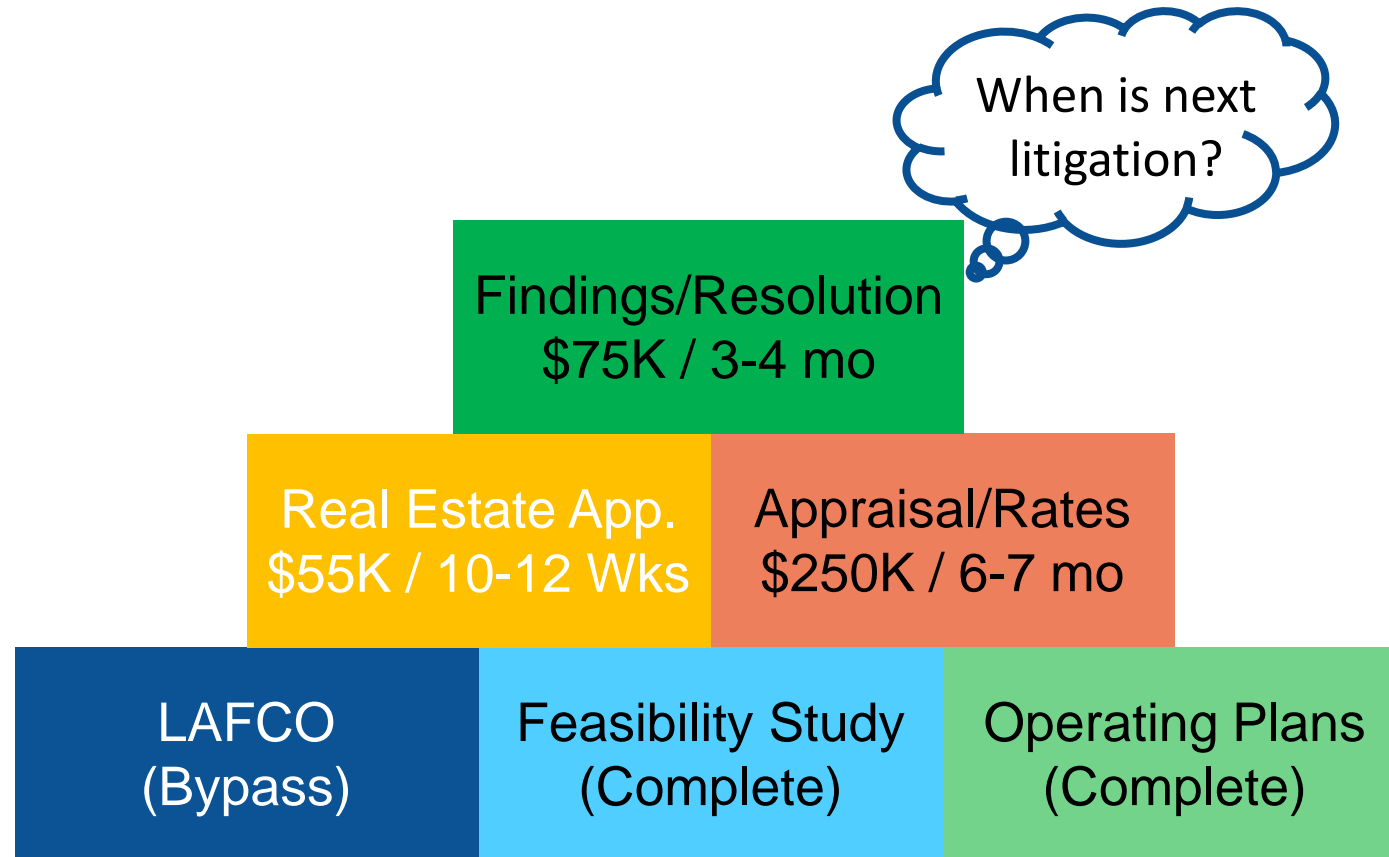 When is next
litigation?
Findings/Resolution
$75K / 3-4 mo
Real Estate App.
$55K / 10-12 Wks
Appraisal/Rates
$250K / 6-7 mo
LAFCO
(Bypass)
Feasibility Study
(Complete)
Operating Plans
(Complete)